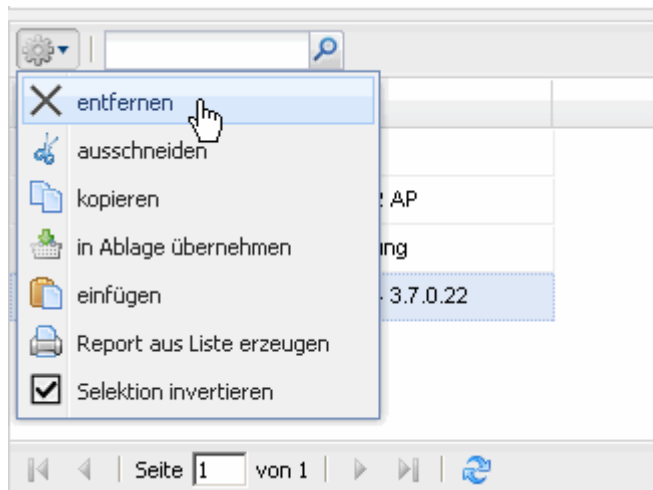 entfernen
ausschneiden
kopieren
AP
in Ablage übernehmen
ng
einfügen
3.7.0.22
Report aus Liste erzeugen
Selektion invertieren
Seite 1 von 1